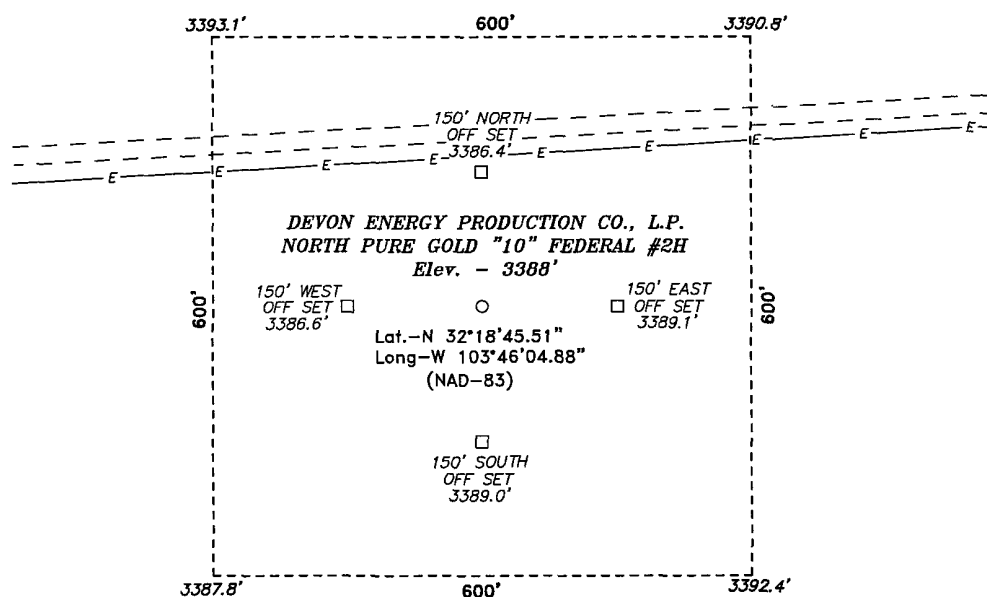 3393.1' 600' 3390.8'
150' NORTH
OFF SET
3386.4'
E E E E E E E E E
DEVON ENERGY PRODUCTION CO., L.P.
NORTH PURE GOLD "10" FEDERAL #2H
Elev. - 3388'
600'
150' WEST
OFF SET
3386.6'
150' EAST
OFF SET
3389.1'
600'
Lat.-N 32°18'45.51"
Long-W 103°46'04.88"
(NAD-83)
150' SOUTH
OFF SET
3389.0'
3387.8' 600' 3392.4'